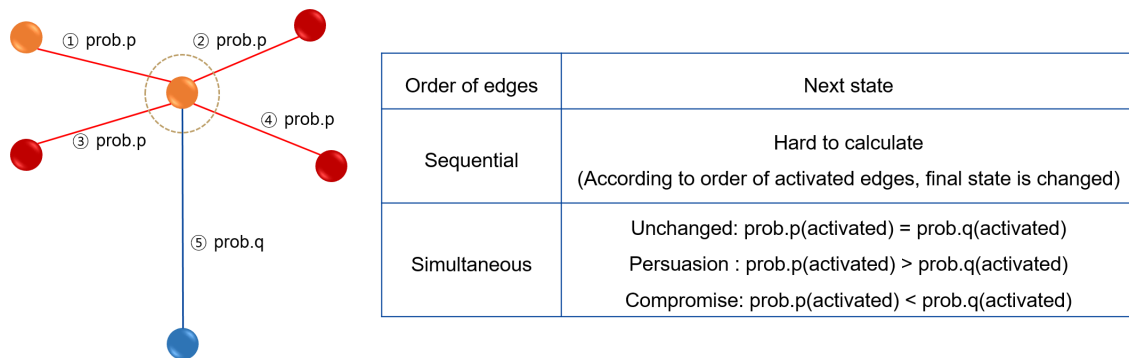 ① prob.p
② prob.p
③ prob.p
④ prob.p
⑤ prob.q
Order of edges
Next state
Sequential
Hard to calculate
(According to order of activated edges, final state is changed)
Simultaneous
Unchanged: prob.p(activated) = prob.q(activated)
Persuasion : prob.p(activated) > prob.q(activated)
Compromise: prob.p(activated) < prob.q(activated)